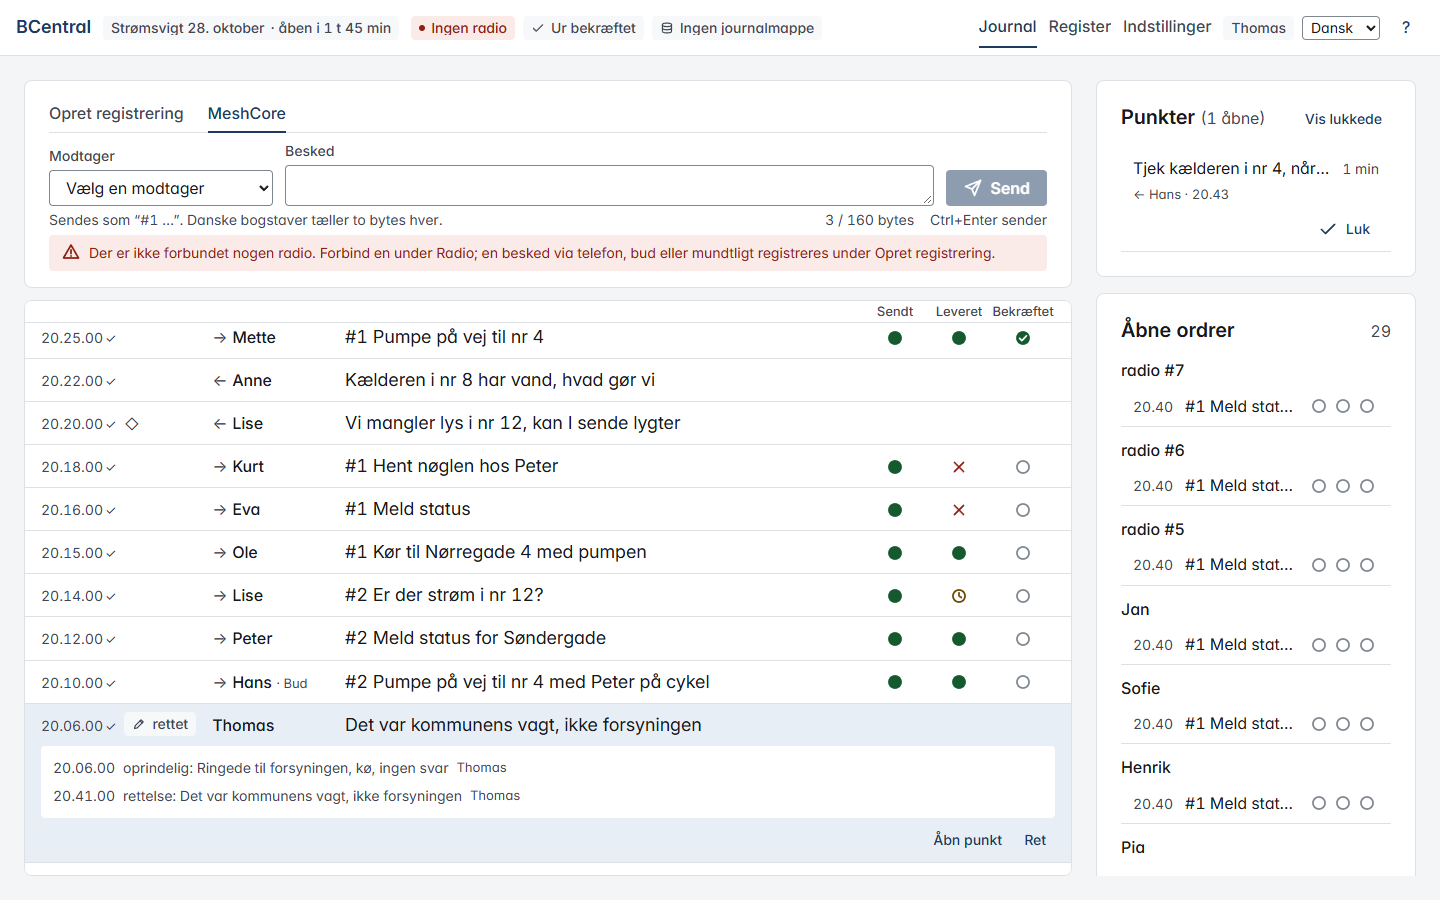 BCentral Strømsvigt 28. oktober · åben i 1 t 45 min Ingen radio Ur bekræftet Ingen journalmappe Journal Register Indstillinger Thomas Dansk ?
Opret registrering MeshCore
Modtager Besked
Vælg en modtager Send
Sendes som “#1 ...”. Danske bogstaver tæller to bytes hver. 3 / 160 bytes Ctrl+Enter sender
Der er ikke forbundet nogen radio. Forbind en under Radio; en besked via telefon, bud eller mundtligt registreres under Opret registrering.
Sendt Leveret Bekræftet
20.25.00 → Mette #1 Pumpe på vej til nr 4
20.22.00 ← Anne Kælderen i nr 8 har vand, hvad gør vi
20.20.00 ← Lise Vi mangler lys i nr 12, kan I sende lygter
20.18.00 → Kurt #1 Hent nøglen hos Peter
20.16.00 → Eva #1 Meld status
20.15.00 → Ole #1 Kør til Nørregade 4 med pumpen
20.14.00 → Lise #2 Er der strøm i nr 12?
20.12.00 → Peter #2 Meld status for Søndergade
20.10.00 → Hans · Bud #2 Pumpe på vej til nr 4 med Peter på cykel
20.06.00 rettet Thomas Det var kommunens vagt, ikke forsyningen
20.06.00 oprindelig: Ringede til forsyningen, kø, ingen svar Thomas
20.41.00 rettelse: Det var kommunens vagt, ikke forsyningen Thomas
Åbn punkt Ret
Punkter (1 åbne) Vis lukkede
Tjek kælderen i nr 4, når... 1 min
← Hans · 20.43
Luk
Åbne ordrer 29
radio #7
20.40 #1 Meld stat...
radio #6
20.40 #1 Meld stat...
radio #5
20.40 #1 Meld stat...
Jan
20.40 #1 Meld stat...
Sofie
20.40 #1 Meld stat...
Henrik
20.40 #1 Meld stat...
Pia